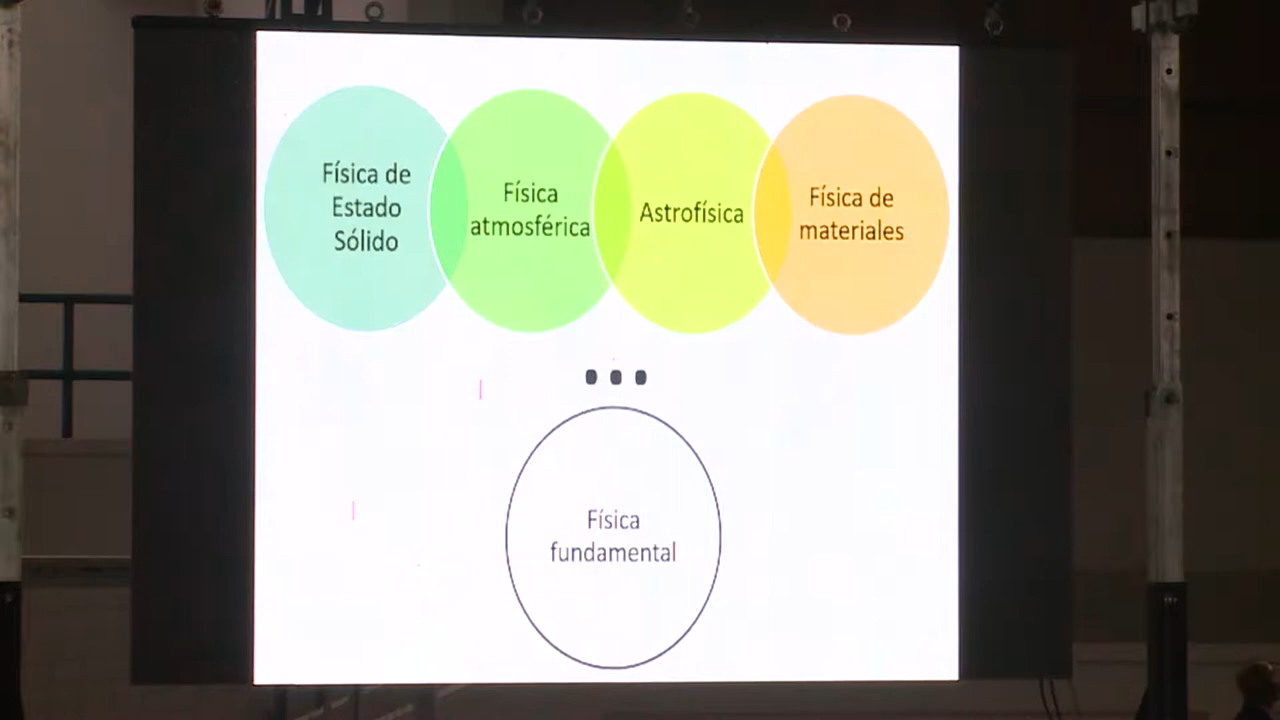 Física de
Estado
Sólido
Física
atmosférica
Astrofísica
Física de
materiales
...
Física
fundamental